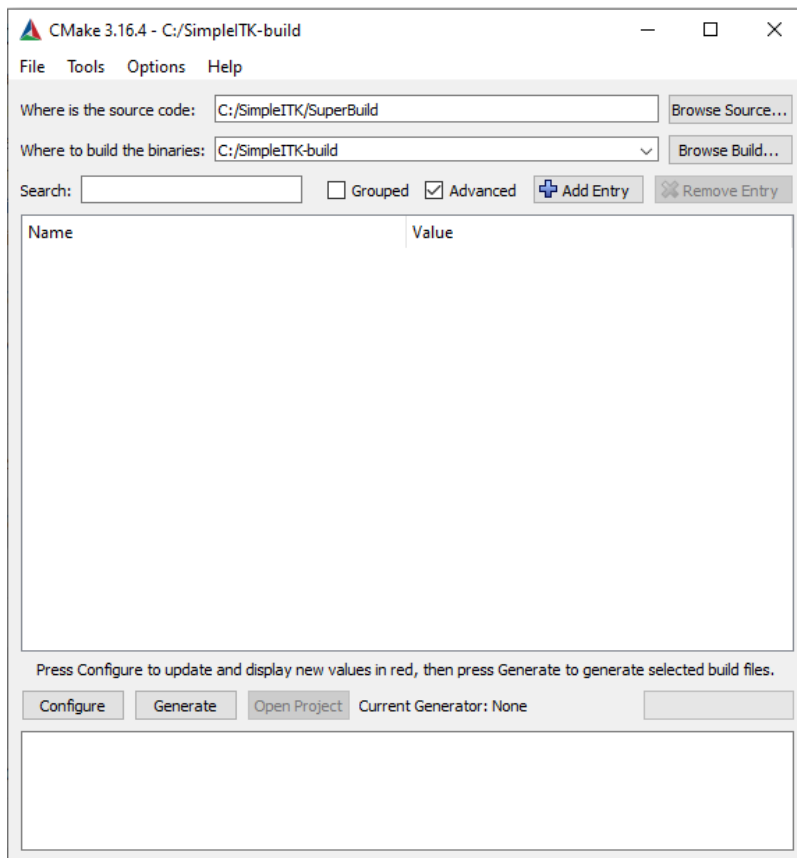 CMake 3.16.4 - C:/SimpleITK-build
File Tools Options Help
Where is the source code: C:/SimpleITK/SuperBuild Browse Source...
Where to build the binaries: C:/SimpleITK-build Browse Build...
Search: Grouped Advanced Add Entry Remove Entry
Name Value
Press Configure to update and display new values in red, then press Generate to generate selected build files.
Configure Generate Open Project Current Generator: None